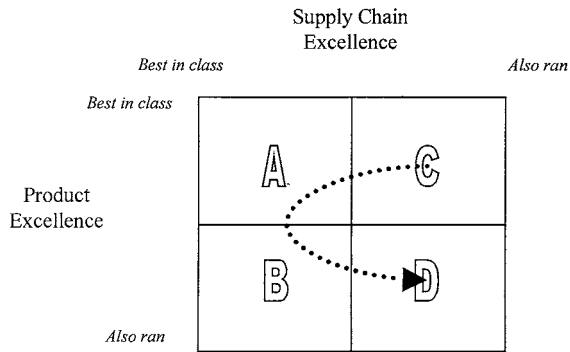 Supply Chain
Excellence
Best in class
Also ran
Best in class
A
C
Product
Excellence
B
D
Also ran